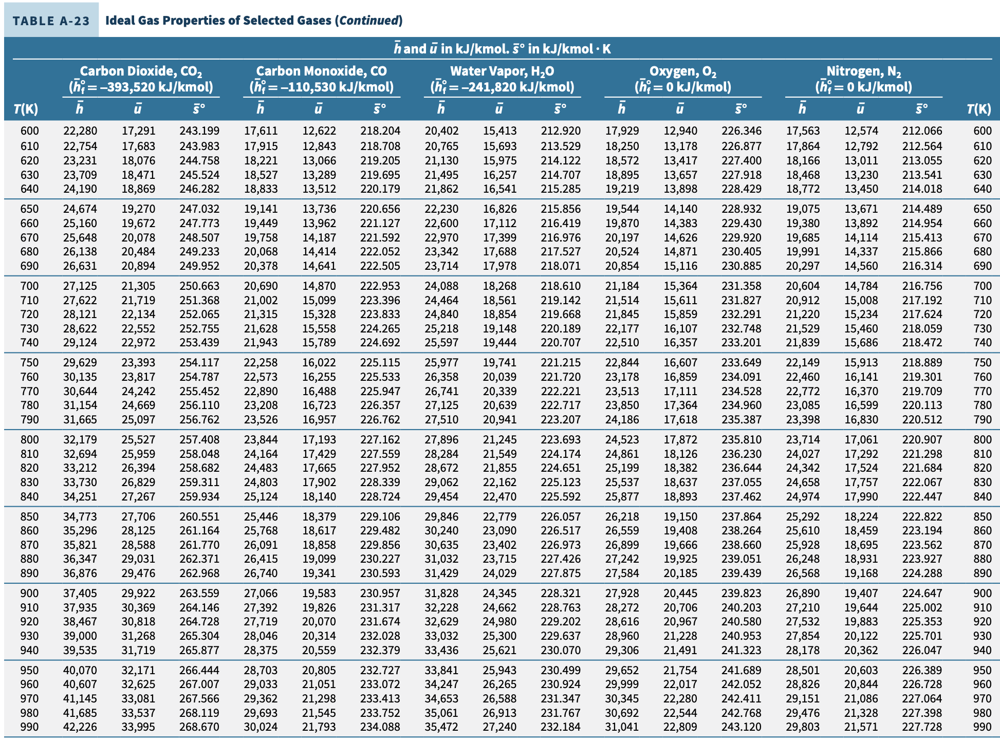 TABLE A-23 Ideal Gas Properties of Selected Gases (Continued)
h̄ and ū in kJ/kmol. s̄° in kJ/kmol · K
Carbon Dioxide, CO₂ Carbon Monoxide, CO Water Vapor, H₂O Oxygen, O₂ Nitrogen, N₂
(h̄°f = –393,520 kJ/kmol) (h̄°f = –110,530 kJ/kmol) (h̄°f = –241,820 kJ/kmol) (h̄°f = 0 kJ/kmol) (h̄°f = 0 kJ/kmol)
T(K) h̄ ū s̄° h̄ ū s̄° h̄ ū s̄° h̄ ū s̄° h̄ ū s̄° T(K)
600 22,280 17,291 243.199 17,611 12,622 218.204 20,402 15,413 212.920 17,929 12,940 226.346 17,563 12,574 212.066 600
610 22,754 17,683 243.983 17,915 12,843 218.708 20,765 15,693 213.529 18,250 13,178 226.877 17,864 12,792 212.564 610
620 23,231 18,076 244.758 18,221 13,066 219.205 21,130 15,975 214.122 18,572 13,417 227.400 18,166 13,011 213.055 620
630 23,709 18,471 245.524 18,527 13,289 219.695 21,495 16,257 214.707 18,895 13,657 227.918 18,468 13,230 213.541 630
640 24,190 18,869 246.282 18,833 13,512 220.179 21,862 16,541 215.285 19,219 13,898 228.429 18,772 13,450 214.018 640
650 24,674 19,270 247.032 19,141 13,736 220.656 22,230 16,826 215.856 19,544 14,140 228.932 19,075 13,671 214.489 650
660 25,160 19,672 247.773 19,449 13,962 221.127 22,600 17,112 216.419 19,870 14,383 229.430 19,380 13,892 214.954 660
670 25,648 20,078 248.507 19,758 14,187 221.592 22,970 17,399 216.976 20,197 14,626 229.920 19,685 14,114 215.413 670
680 26,138 20,484 249.233 20,068 14,414 222.052 23,342 17,688 217.527 20,524 14,871 230.405 19,991 14,337 215.866 680
690 26,631 20,894 249.952 20,378 14,641 222.505 23,714 17,978 218.071 20,854 15,116 230.885 20,297 14,560 216.314 690
700 27,125 21,305 250.663 20,690 14,870 222.953 24,088 18,268 218.610 21,184 15,364 231.358 20,604 14,784 216.756 700
710 27,622 21,719 251.368 21,002 15,099 223.396 24,464 18,561 219.142 21,514 15,611 231.827 20,912 15,008 217.192 710
720 28,121 22,134 252.065 21,315 15,328 223.833 24,840 18,854 219.668 21,845 15,859 232.291 21,220 15,234 217.624 720
730 28,622 22,552 252.755 21,628 15,558 224.265 25,218 19,148 220.189 22,177 16,107 232.748 21,529 15,460 218.059 730
740 29,124 22,972 253.439 21,943 15,789 224.692 25,597 19,444 220.707 22,510 16,357 233.201 21,839 15,686 218.472 740
750 29,629 23,393 254.117 22,258 16,022 225.115 25,977 19,741 221.215 22,844 16,607 233.649 22,149 15,913 218.889 750
760 30,135 23,817 254.787 22,573 16,255 225.533 26,358 20,039 221.720 23,178 16,859 234.091 22,460 16,141 219.301 760
770 30,644 24,242 255.452 22,890 16,488 225.947 26,741 20,339 222.221 23,513 17,111 234.528 22,772 16,370 219.709 770
780 31,154 24,669 256.110 23,208 16,723 226.357 27,125 20,639 222.717 23,850 17,364 234.960 23,085 16,599 220.113 780
790 31,665 25,097 256.762 23,526 16,957 226.762 27,510 20,941 223.207 24,186 17,618 235.387 23,398 16,830 220.512 790
800 32,179 25,527 257.408 23,844 17,193 227.162 27,896 21,245 223.693 24,523 17,872 235.810 23,714 17,061 220.907 800
810 32,694 25,959 258.048 24,164 17,429 227.559 28,284 21,549 224.174 24,861 18,126 236.230 24,027 17,292 221.298 810
820 33,212 26,394 258.682 24,483 17,665 227.952 28,672 21,855 224.651 25,199 18,382 236.644 24,342 17,524 221.684 820
830 33,730 26,829 259.311 24,803 17,902 228.339 29,062 22,162 225.123 25,537 18,637 237.055 24,658 17,757 222.067 830
840 34,251 27,267 259.934 25,124 18,140 228.724 29,454 22,470 225.592 25,877 18,893 237.462 24,974 17,990 222.447 840
850 34,773 27,706 260.551 25,446 18,379 229.106 29,846 22,779 226.057 26,218 19,150 237.864 25,292 18,224 222.822 850
860 35,296 28,125 261.164 25,768 18,617 229.482 30,240 23,090 226.517 26,559 19,408 238.264 25,610 18,459 223.194 860
870 35,821 28,588 261.770 26,091 18,858 229.856 30,635 23,402 226.973 26,899 19,666 238.660 25,928 18,695 223.562 870
880 36,347 29,031 262.371 26,415 19,099 230.227 31,032 23,715 227.426 27,242 19,925 239.051 26,248 18,931 223.927 880
890 36,876 29,476 262.968 26,740 19,341 230.593 31,429 24,029 227.875 27,584 20,185 239.439 26,568 19,168 224.288 890
900 37,405 29,922 263.559 27,066 19,583 230.957 31,828 24,345 228.321 27,928 20,445 239.823 26,890 19,407 224.647 900
910 37,935 30,369 264.146 27,392 19,826 231.317 32,228 24,662 228.763 28,272 20,706 240.203 27,210 19,644 225.002 910
920 38,467 30,818 264.728 27,719 20,070 231.674 32,629 24,980 229.202 28,616 20,967 240.580 27,532 19,883 225.353 920
930 39,000 31,268 265.304 28,046 20,314 232.028 33,032 25,300 229.637 28,960 21,228 240.953 27,854 20,122 225.701 930
940 39,535 31,719 265.877 28,375 20,559 232.379 33,436 25,621 230.070 29,306 21,491 241.323 28,178 20,362 226.047 940
950 40,070 32,171 266.444 28,703 20,805 232.727 33,841 25,943 230.499 29,652 21,754 241.689 28,501 20,603 226.389 950
960 40,607 32,625 267.007 29,033 21,051 233.072 34,247 26,265 230.924 29,999 22,017 242.052 28,826 20,844 226.728 960
970 41,145 33,081 267.566 29,362 21,298 233.413 34,653 26,588 231.347 30,345 22,280 242.411 29,151 21,086 227.064 970
980 41,685 33,537 268.119 29,693 21,545 233.752 35,061 26,913 231.767 30,692 22,544 242.768 29,476 21,328 227.398 980
990 42,226 33,995 268.670 30,024 21,793 234.088 35,472 27,240 232.184 31,041 22,809 243.120 29,803 21,571 227.728 990